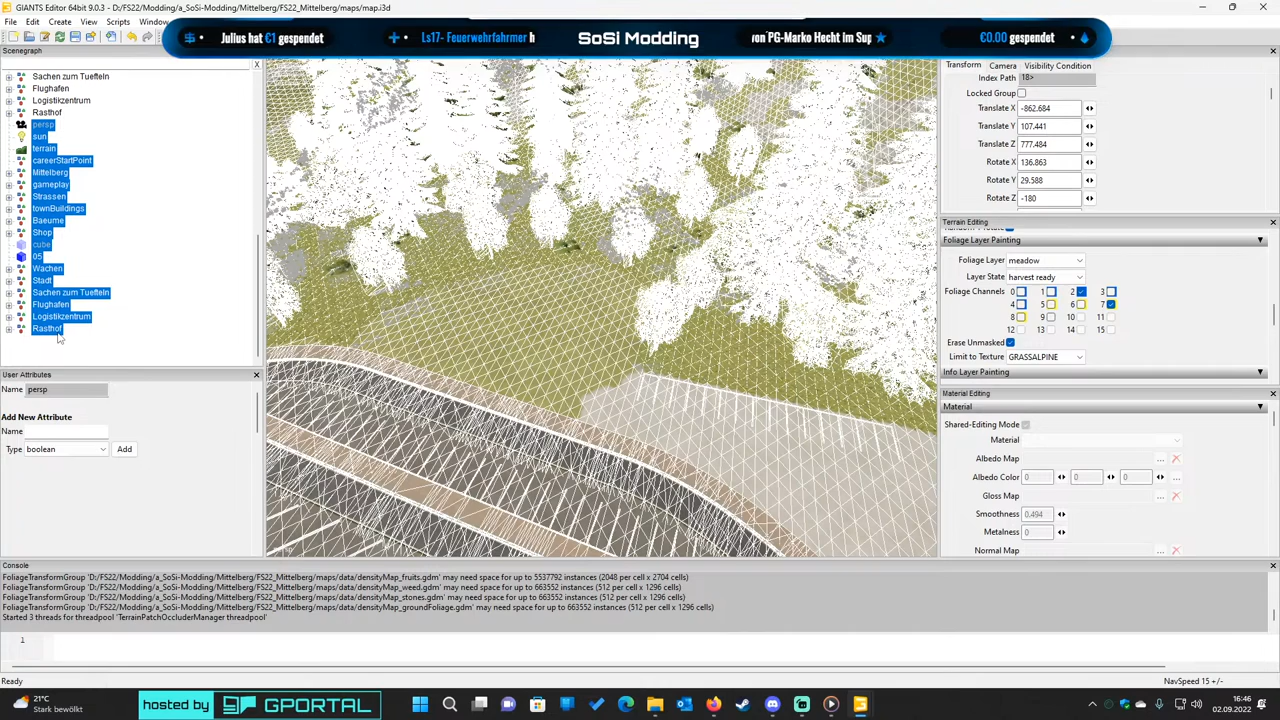 GIANTS Editor 64bit 9.0.3 - D:/FS22/Modding/a_SoSi-Modding/Mittelberg/FS22_Mittelberg/maps/map.i3d
File Edit Create View Scripts Window
Julius hat €1 gespendet
Ls17- Feuerwehrfahrmer h
SoSi Modding
von PG-Marko Hecht im Sup
€0.00 gespendet
Scenegraph
X
Sachen zum Tuefteln
Flughafen
Logistikzentrum
Rasthof
persp
sun
terrain
careerStartPoint
Mittelberg
gameplay
Strassen
townBuildings
Baeume
Shop
cube
05
Wachen
Stadt
Sachen zum Tuefteln
Flughafen
Logistikzentrum
Rasthof
User Attributes
Name persp
Add New Attribute
Name
Type boolean Add
Transform Camera Visibility Condition
Index Path 18>
Locked Group
Translate X -862.684
Translate Y 107.441
Translate Z 777.484
Rotate X 136.863
Rotate Y 29.588
Rotate Z -180
Terrain Editing
Foliage Layer Painting
Foliage Layer meadow
Layer State harvest ready
Foliage Channels 0 1 2 3
4 5 6 7
8 9 10 11
12 13 14 15
Erase Unmasked
Limit to Texture GRASSALPINE
Info Layer Painting
Material Editing
Material
Shared-Editing Mode
Material
Albedo Map ...
Albedo Color 0 0 0 ...
Gloss Map ...
Smoothness 0.494
Metalness 0
Normal Map ...
Console
FoliageTransformGroup 'D:/FS22/Modding/a_SoSi-Modding/Mittelberg/FS22_Mittelberg/maps/data/densityMap_fruits.gdm' may need space for up to 5537792 instances (2048 per cell x 2704 cells)
FoliageTransformGroup 'D:/FS22/Modding/a_SoSi-Modding/Mittelberg/FS22_Mittelberg/maps/data/densityMap_weed.gdm' may need space for up to 663552 instances (512 per cell x 1296 cells)
FoliageTransformGroup 'D:/FS22/Modding/a_SoSi-Modding/Mittelberg/FS22_Mittelberg/maps/data/densityMap_stones.gdm' may need space for up to 663552 instances (512 per cell x 1296 cells)
FoliageTransformGroup 'D:/FS22/Modding/a_SoSi-Modding/Mittelberg/FS22_Mittelberg/maps/data/densityMap_groundFoliage.gdm' may need space for up to 663552 instances (512 per cell x 1296 cells)
Started 3 threads for threadpool 'TerrainPatchOccluderManager threadpool'
1
Ready
NavSpeed 15 +/-
21°C
Stark bewölkt
hosted by GPORTAL
16:46
02.09.2022